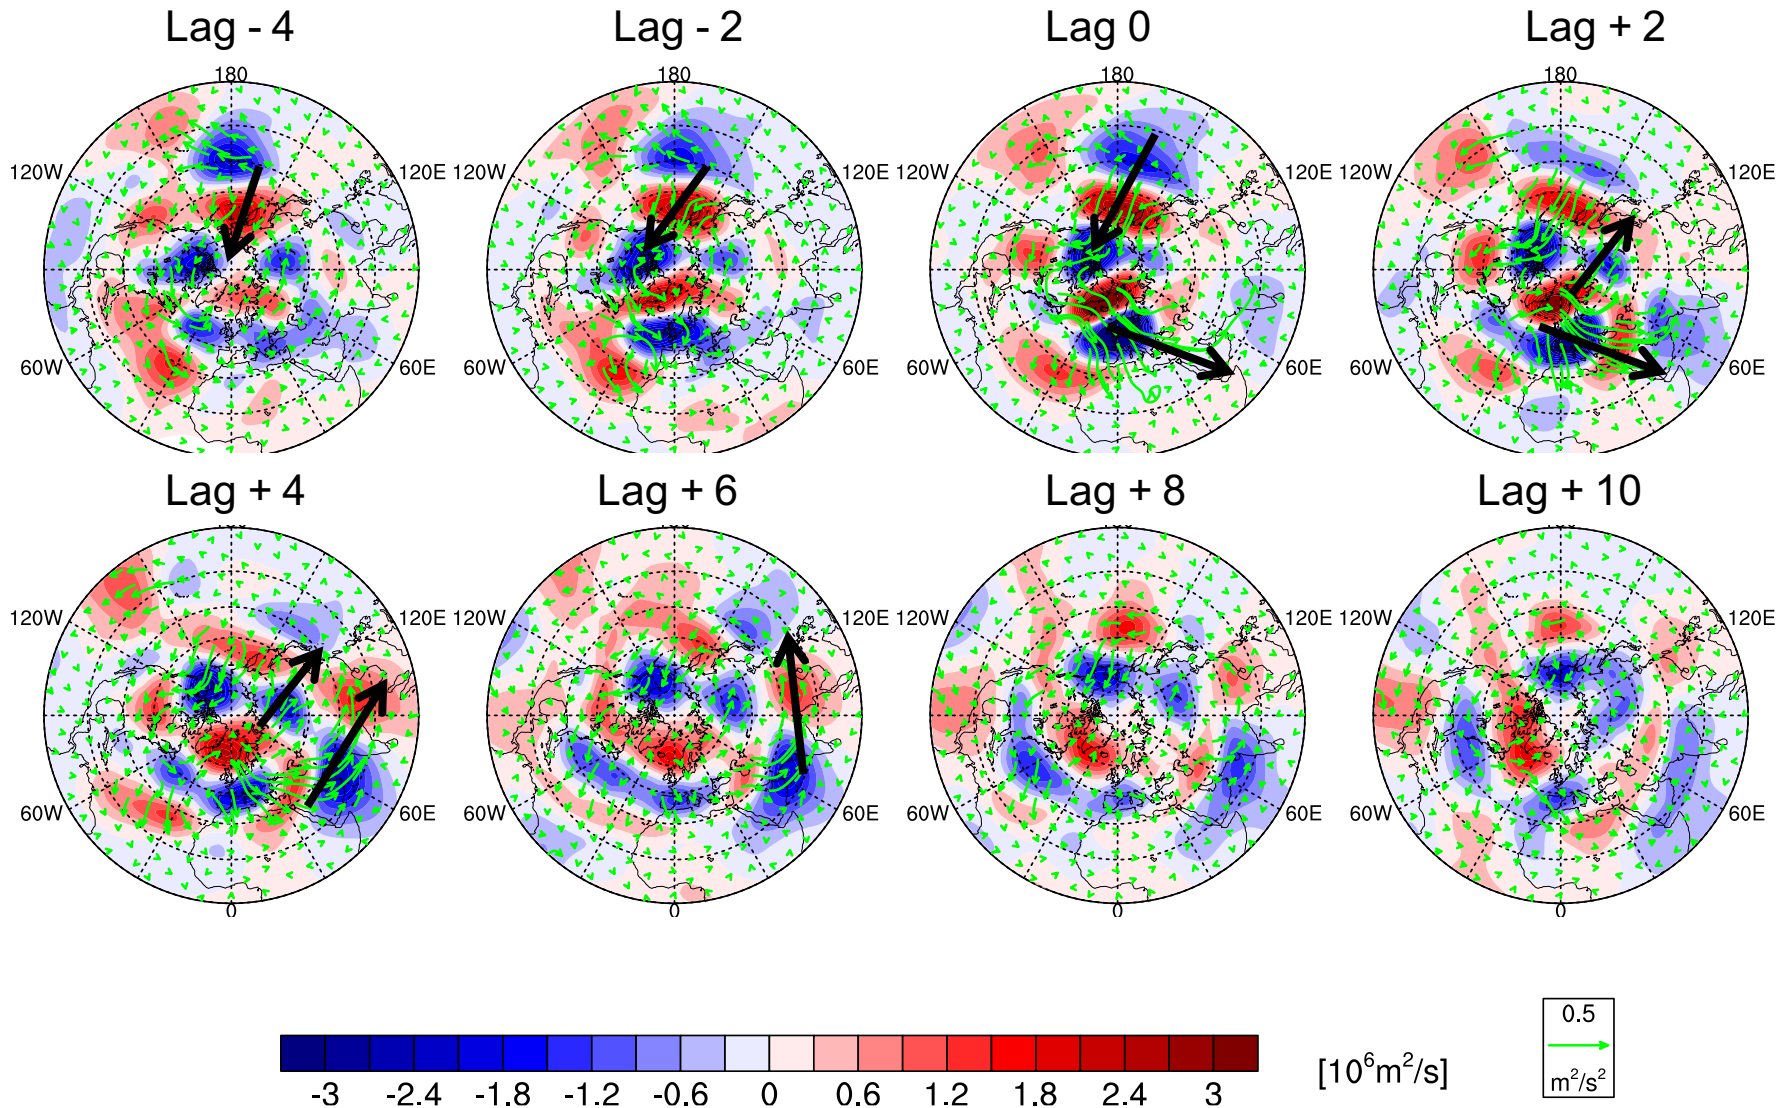 Lag - 4 Lag - 2 Lag 0 Lag + 2
180 180 180 180
120W 120E 120W 120E 120W 120E 120W 120E
60W 60E 60W 60E 60W 60E 60W 60E
Lag + 4 Lag + 6 Lag + 8 Lag + 10
120W 120E 120W 120E 120W 120E 120W 120E
60W 60E 60W 60E 60W 60E 60W 60E
0 0 0 0
-3 -2.4 -1.8 -1.2 -0.6 0 0.6 1.2 1.8 2.4 3
[10⁶m²/s]
0.5
m²/s²